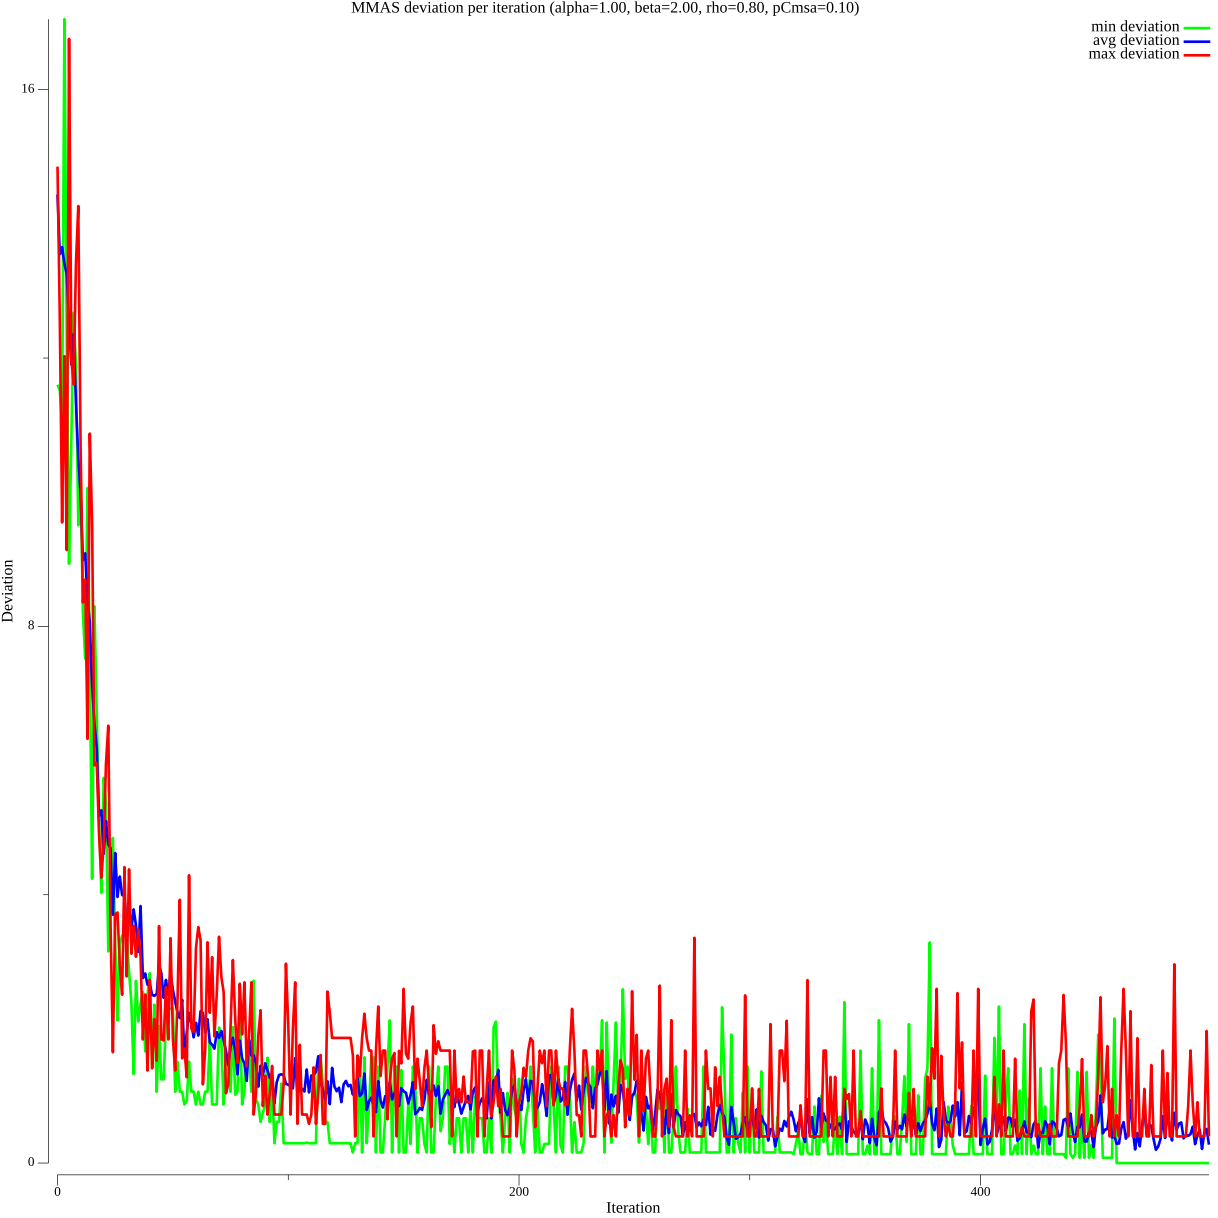 MMAS deviation per iteration (alpha=1.00, beta=2.00, rho=0.80, pCmsa=0.10)
min deviation
avg deviation
max deviation
16
8
0
Deviation
0
200
400
Iteration